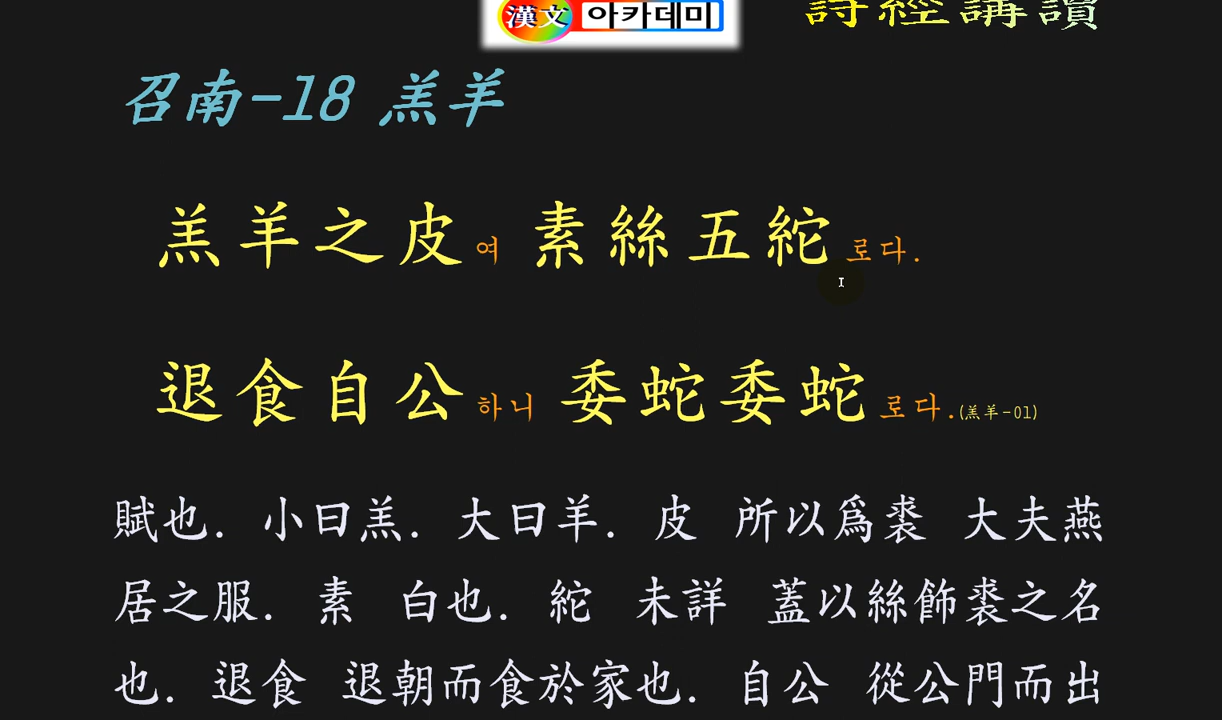 漢文 아카데미
詩經講讀
召南-18 羔羊
羔羊之皮여 素絲五紽로다.
退食自公하니 委蛇委蛇로다.(羔羊-01)
賦也. 小曰羔. 大曰羊. 皮 所以爲裘 大夫燕
居之服. 素 白也. 紽 未詳 蓋以絲飾裘之名
也. 退食 退朝而食於家也. 自公 從公門而出